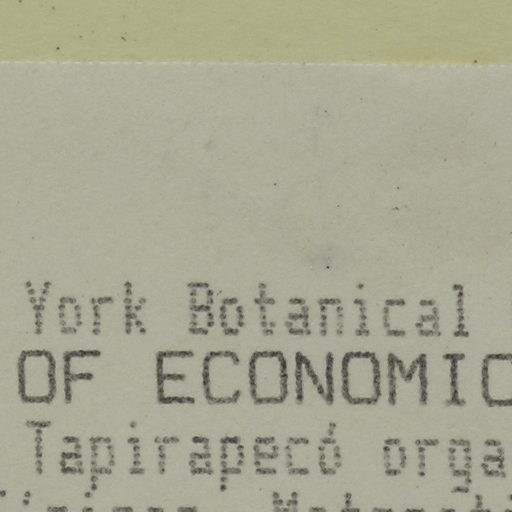 York Botanical
OF ECONOMIC
Tapirapecó orga